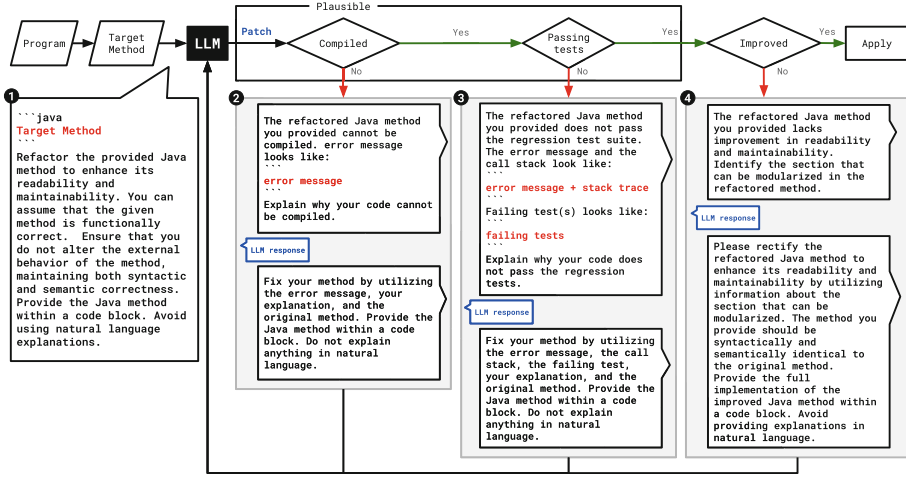 Plausible
Program
Target
Method
LLM
Patch
Compiled
Yes
Passing
tests
Yes
Improved
Yes
Apply
No
No
No
1
```java
Target Method
```
Refactor the provided Java
method to enhance its
readability and
maintainability. You can
assume that the given
method is functionally
correct.  Ensure that you
do not alter the external
behavior of the method,
maintaining both syntactic
and semantic correctness.
Provide the Java method
within a code block. Avoid
using natural language
explanations.
2
The refactored Java method
you provided cannot be
compiled. error message
looks like:
```
error message
```
Explain why your code cannot
be compiled.
LLM response
Fix your method by utilizing
the error message, your
explanation, and the
original method. Provide the
Java method within a code
block. Do not explain
anything in natural
language.
3
The refactored Java method
you provided does not pass
the regression test suite.
The error message and the
call stack look like:
```
error message + stack trace
```
Failing test(s) looks like:
```
failing tests
```
Explain why your code does
not pass the regression
tests.
LLM response
Fix your method by utilizing
the error message, the call
stack, the failing test,
your explanation, and the
original method. Provide the
Java method within a code
block. Do not explain
anything in natural
language.
4
The refactored Java method
you provided lacks
improvement in readability
and maintainability.
Identify the section that
can be modularized in the
refactored method.
LLM response
Please rectify the
refactored Java method to
enhance its readability and
maintainability by utilizing
information about the
section that can be
modularized. The method you
provide should be
syntactically and
semantically identical to
the original method.
Provide the full
implementation of the
improved Java method within
a code block. Avoid
providing explanations in
natural language.